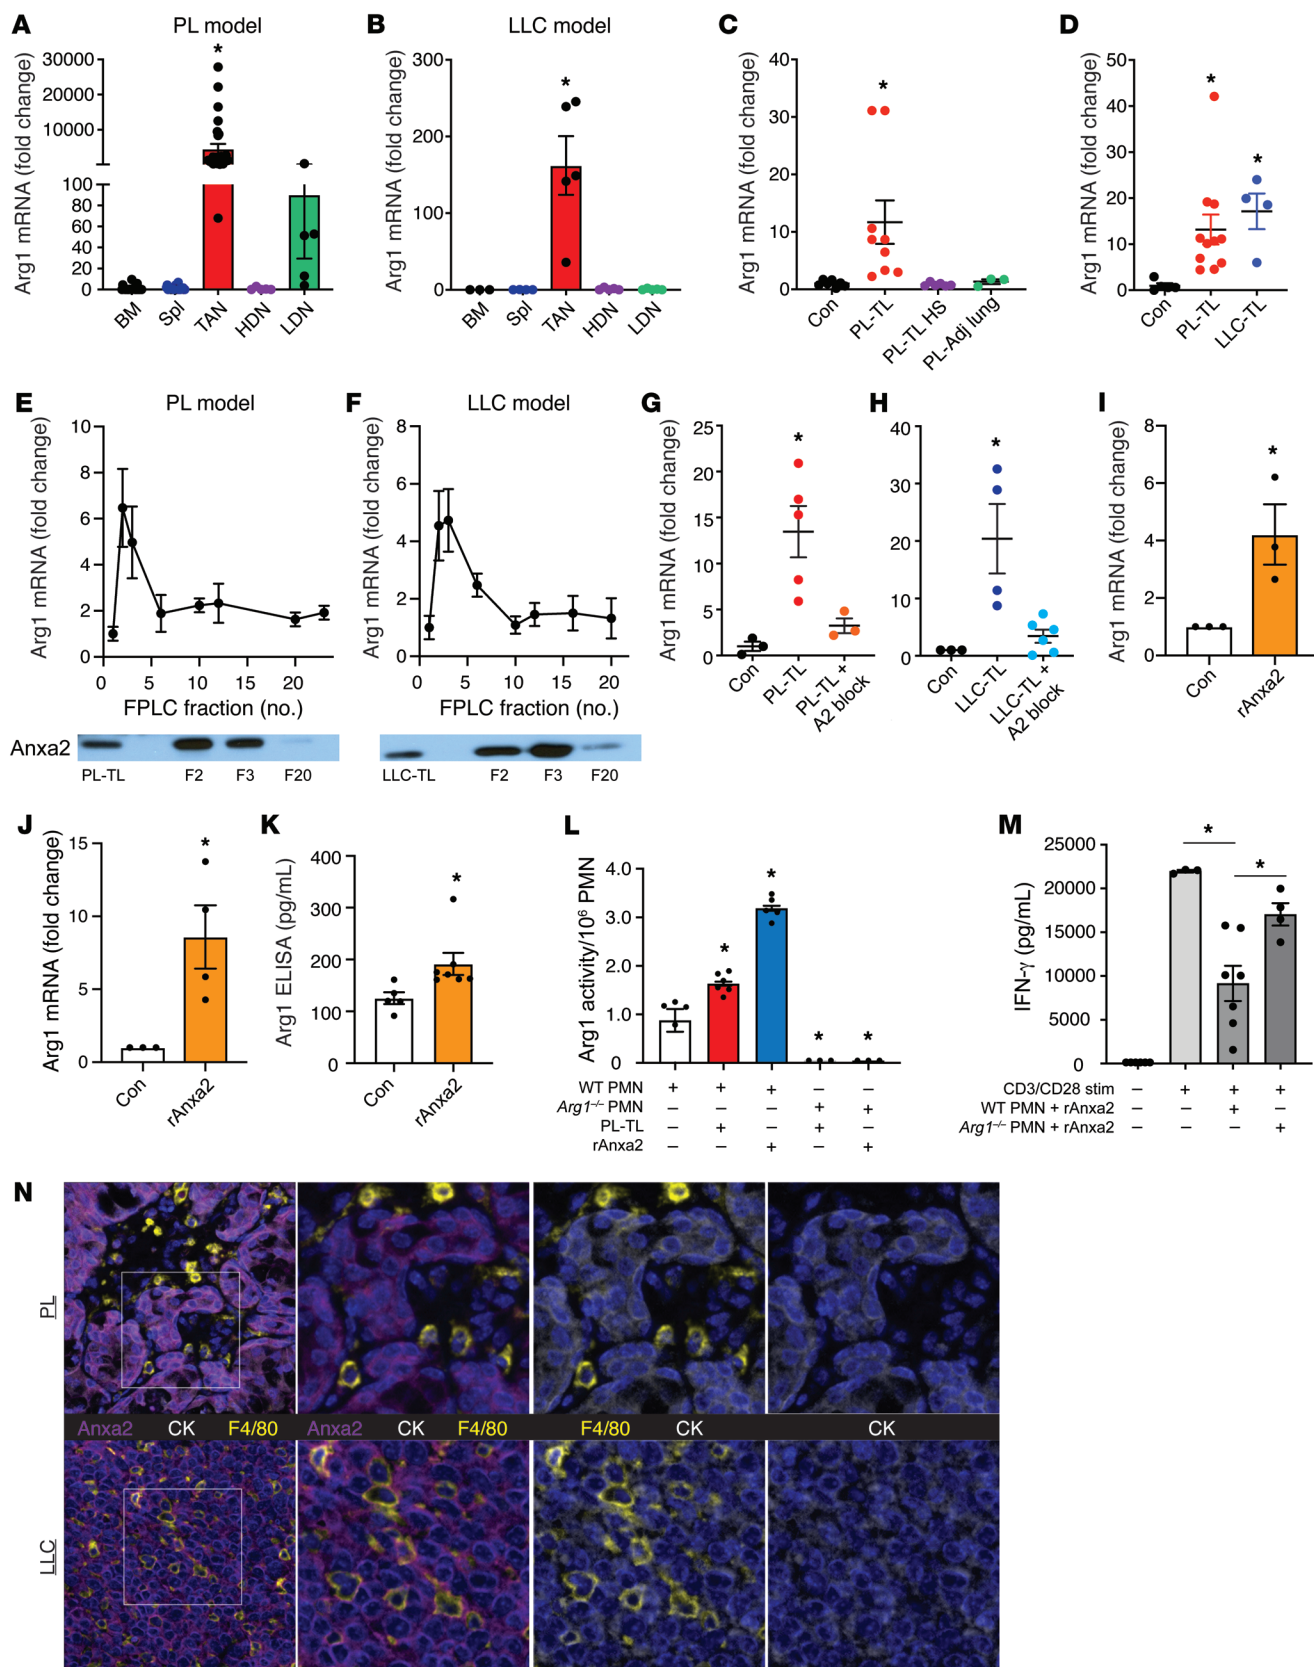 A
PL model
Arg1 mRNA (fold change)
30000
20000
10000
100
80
60
40
20
0
*
BM
Spl
TAN
HDN
LDN
B
LLC model
Arg1 mRNA (fold change)
300
200
100
0
*
BM
Spl
TAN
HDN
LDN
C
Arg1 mRNA (fold change)
40
30
20
10
0
*
Con
PL-TL
PL-TL HS
PL-Adj lung
D
Arg1 mRNA (fold change)
50
40
30
20
10
0
*
*
Con
PL-TL
LLC-TL
E
PL model
Arg1 mRNA (fold change)
10
8
6
4
2
0
0 5 10 15 20
FPLC fraction (no.)
Anxa2
PL-TL F2 F3 F20
F
LLC model
Arg1 mRNA (fold change)
8
6
4
2
0
0 5 10 15 20
FPLC fraction (no.)
LLC-TL F2 F3 F20
G
Arg1 mRNA (fold change)
25
20
15
10
5
0
*
Con
PL-TL
PL-TL +
A2 block
H
Arg1 mRNA (fold change)
40
30
20
10
0
*
Con
LLC-TL
LLC-TL +
A2 block
I
Arg1 mRNA (fold change)
8
6
4
2
0
*
Con
rAnxa2
J
Arg1 mRNA (fold change)
15
10
5
0
*
Con
rAnxa2
K
Arg1 ELISA (pg/mL)
400
300
200
100
0
*
Con
rAnxa2
L
Arg1 activity/10⁶ PMN
4.0
3.0
2.0
1.0
0
* * * *
WT PMN + + + – –
Arg1–/– PMN – – – + +
PL-TL – + – + –
rAnxa2 – – + – +
M
IFN-γ (pg/mL)
25000
20000
15000
10000
5000
0
*
*
CD3/CD28 stim – + + +
WT PMN + rAnxa2 – – + –
Arg1–/– PMN + rAnxa2 – – – +
N
PL
Anxa2 CK F4/80 Anxa2 CK F4/80 F4/80 CK CK
LLC